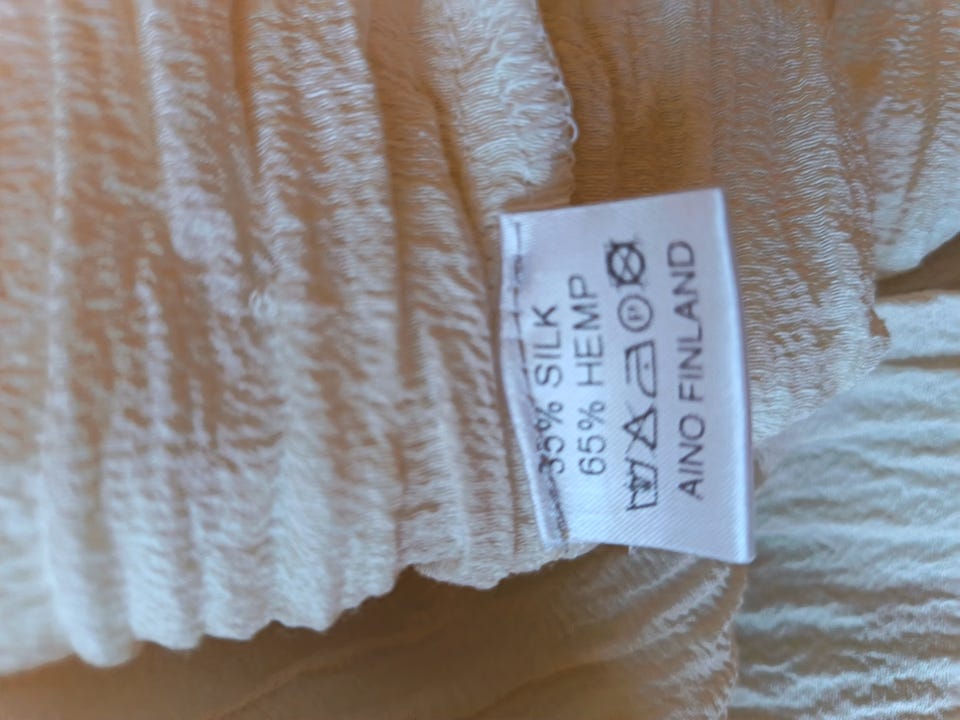 35% SILK
65% HEMP
P
AINO FINLAND